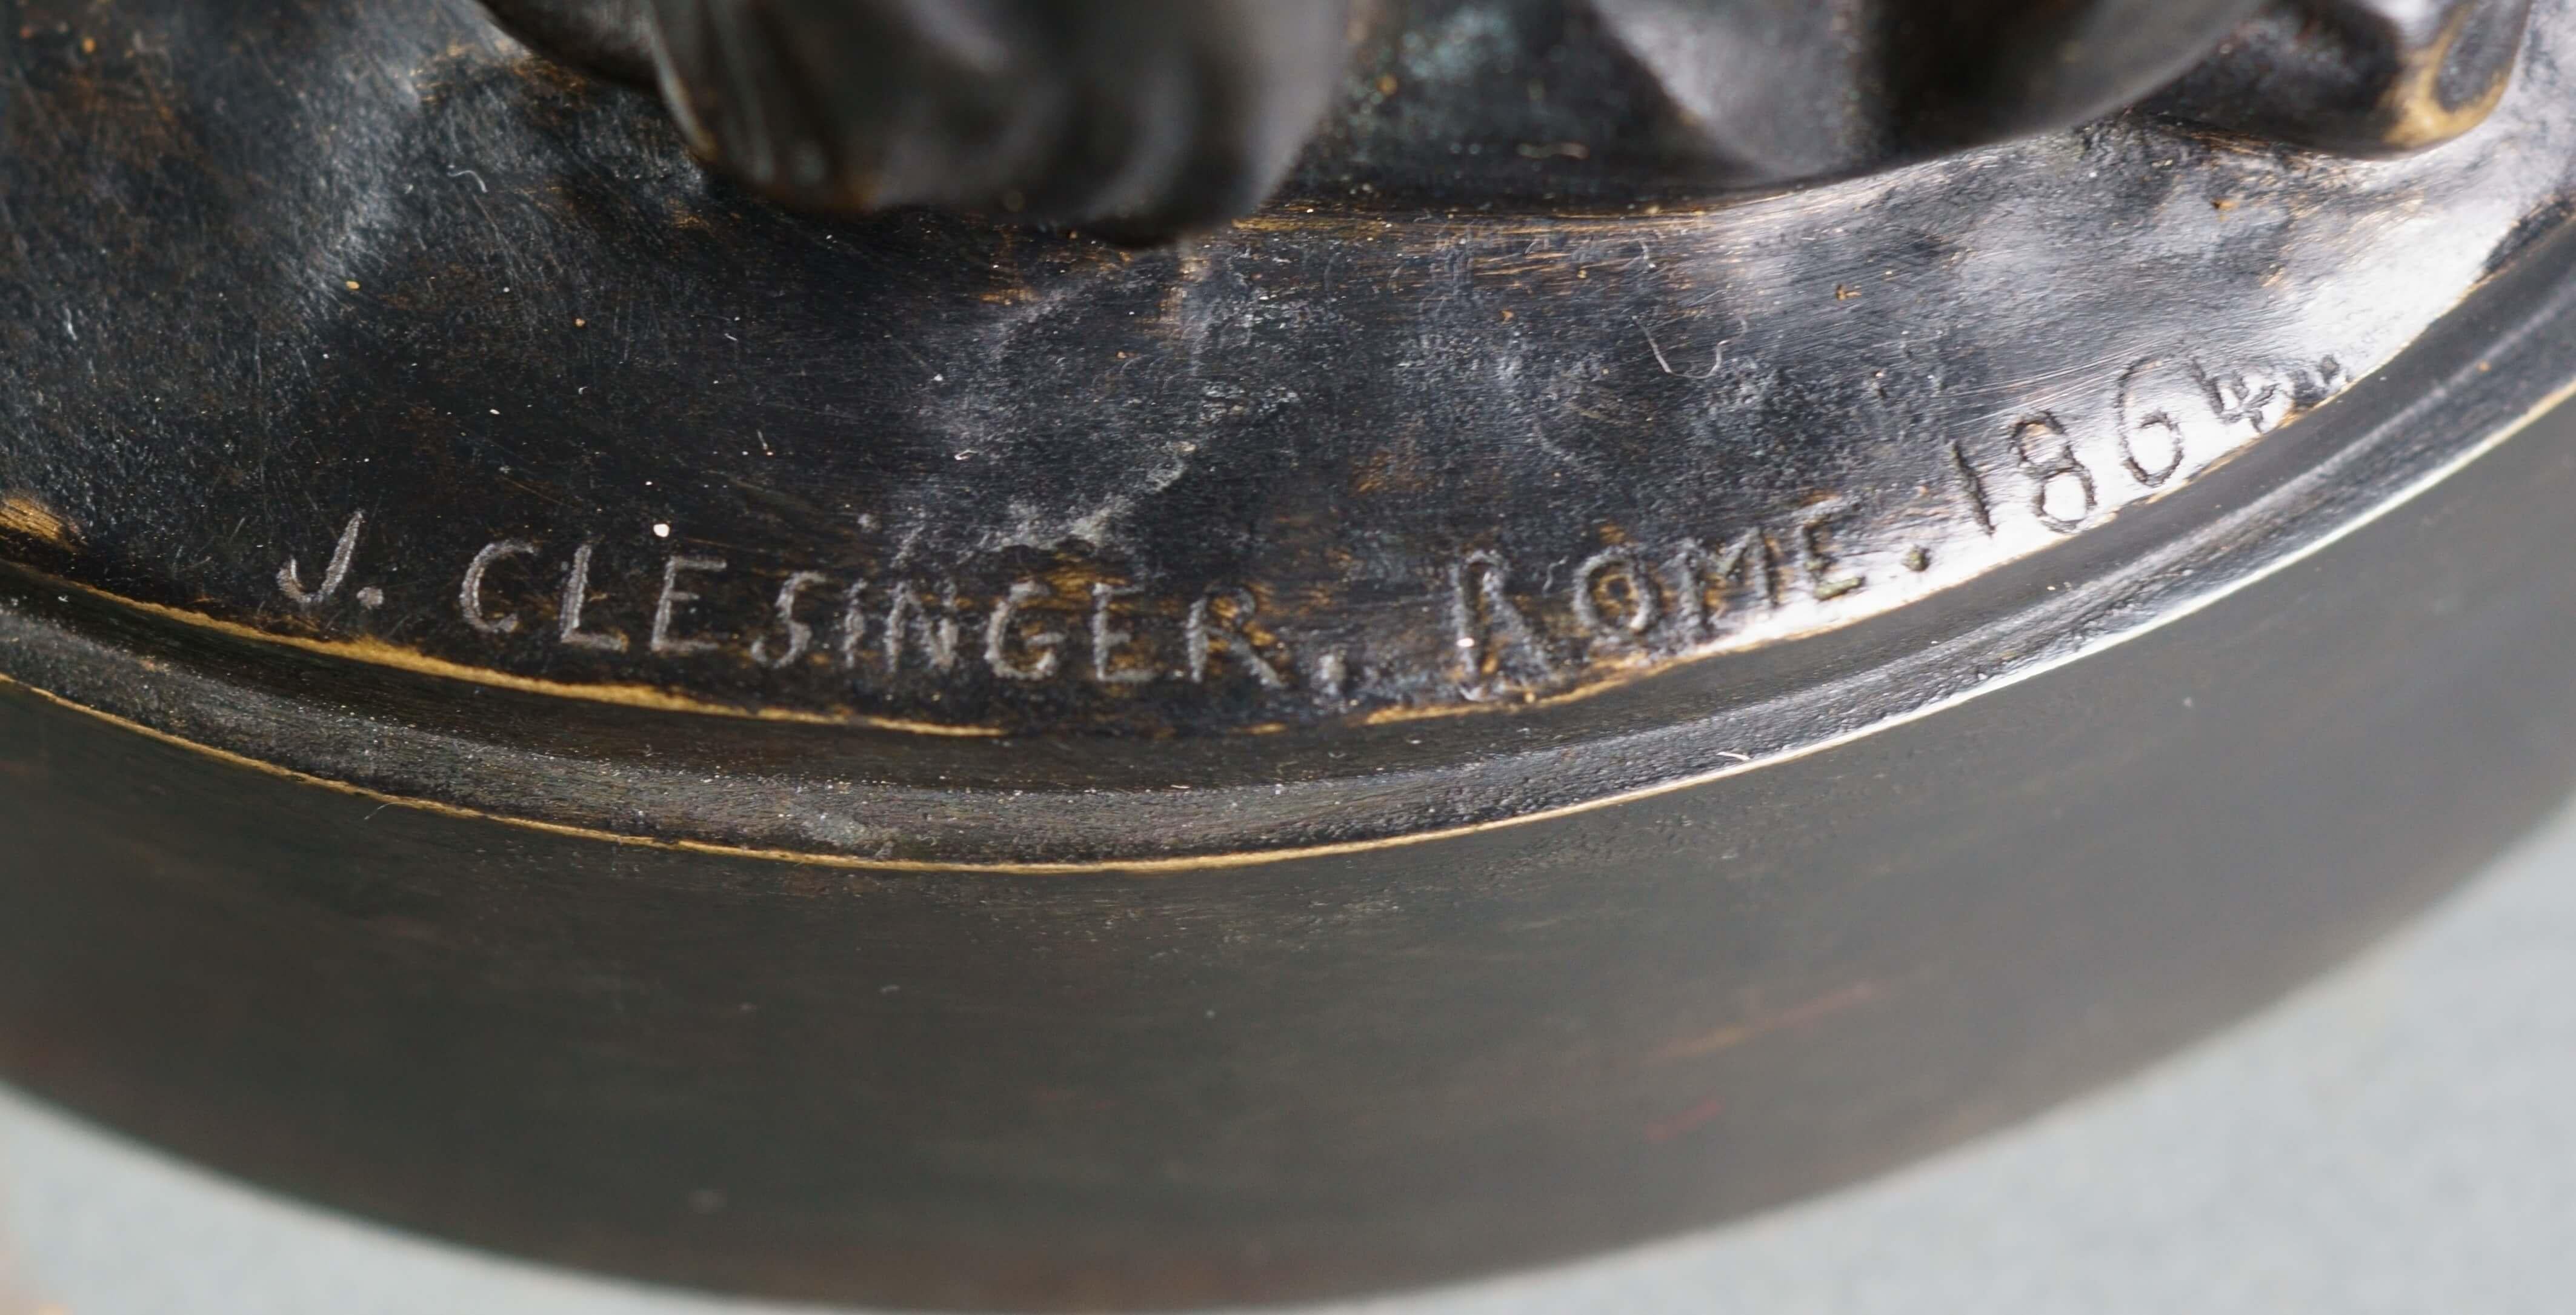 J. CLESINGER. ROME. 1864.